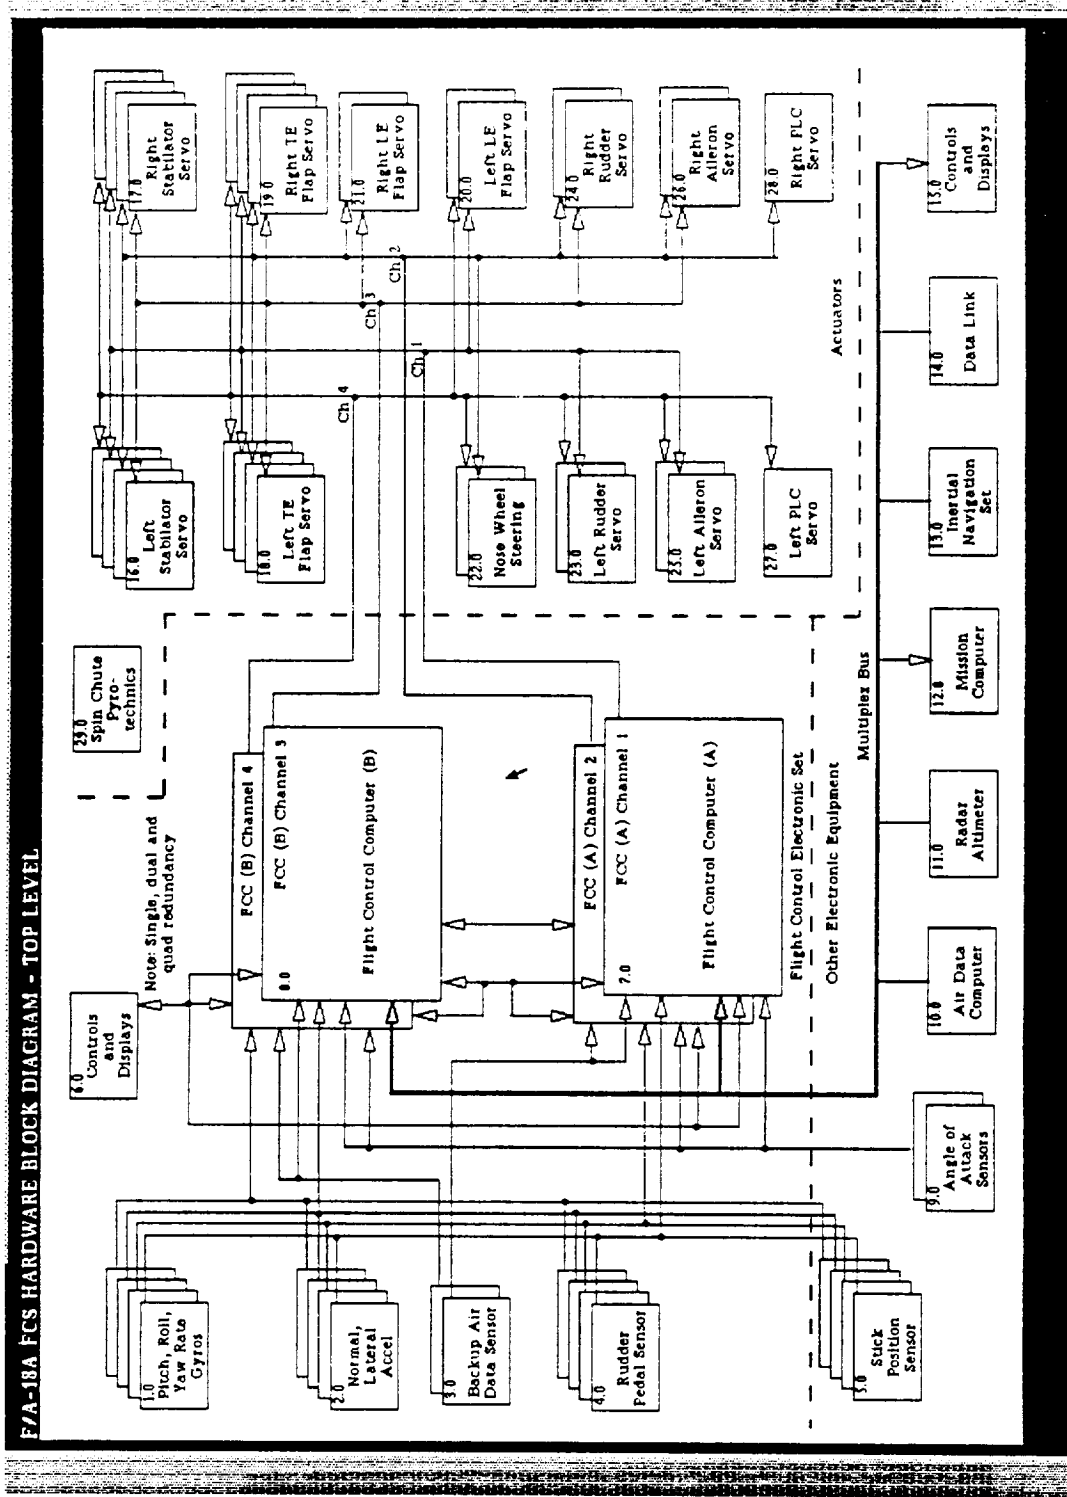 F/A-18A FCS HARDWARE BLOCK DIAGRAM - TOP LEVEL
1.0
Pitch, Roll,
Yaw Rate
Gyros
2.0
Normal,
Lateral
Accel
3.0
Backup Air
Data Sensor
4.0
Rudder
Pedal Sensor
5.0
Stick
Position
Sensor
6.0
Controls
and
Displays
Note: Single, dual and
quad redundancy
FCC (B) Channel 4
FCC (B) Channel 3
8.0
Flight Control Computer (B)
FCC (A) Channel 2
FCC (A) Channel 1
7.0
Flight Control Computer (A)
Flight Control Electronic Set
Other Electronic Equipment
Multiplex Bus
9.0
Angle of
Attack
Sensors
10.0
Air Data
Computer
11.0
Radar
Altimeter
12.0
Mission
Computer
13.0
Inertial
Navigation
Set
14.0
Data Link
15.0
Controls
and
Displays
29.0
Spin Chute
Pyro-
technics
Actuators
Ch 4
Ch 1
Ch 3
Ch 2
16.0
Left
Stabilator
Servo
18.0
Left TE
Flap Servo
22.0
Nose Wheel
Steering
23.0
Left Rudder
Servo
25.0
Left Aileron
Servo
27.0
Left PLC
Servo
17.0
Right
Stabilator
Servo
19.0
Right TE
Flap Servo
21.0
Right LE
Flap Servo
20.0
Left LE
Flap Servo
24.0
Right
Rudder
Servo
26.0
Right
Aileron
Servo
28.0
Right PLC
Servo